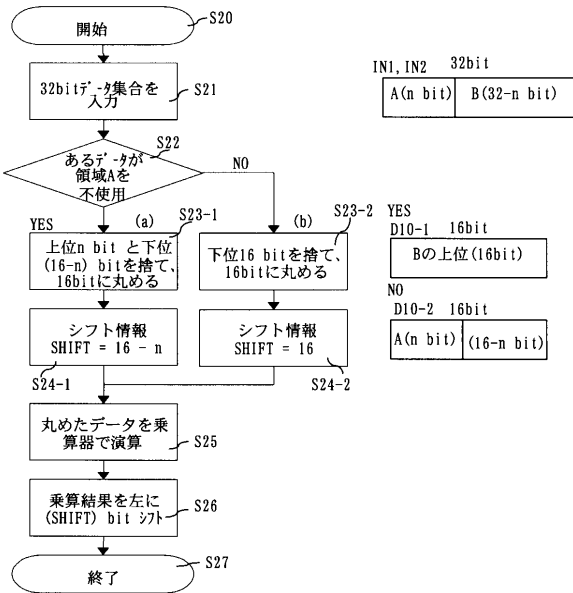 開始
S20
32bitデータ集合を
入力
S21
S22
あるデータが
領域Aを
不使用
NO
YES
(a)
S23-1
上位n bit と下位
(16-n) bitを捨て、
16bitに丸める
(b)
S23-2
下位16 bitを捨て、
16bitに丸める
シフト情報
SHIFT = 16 - n
S24-1
シフト情報
SHIFT = 16
S24-2
丸めたデータを乗
算器で演算
S25
乗算結果を左に
(SHIFT) bit シフト
S26
S27
終了
IN1, IN2 32bit
A(n bit) B(32-n bit)
YES
D10-1 16bit
Bの上位(16bit)
NO
D10-2 16bit
A(n bit) (16-n bit)